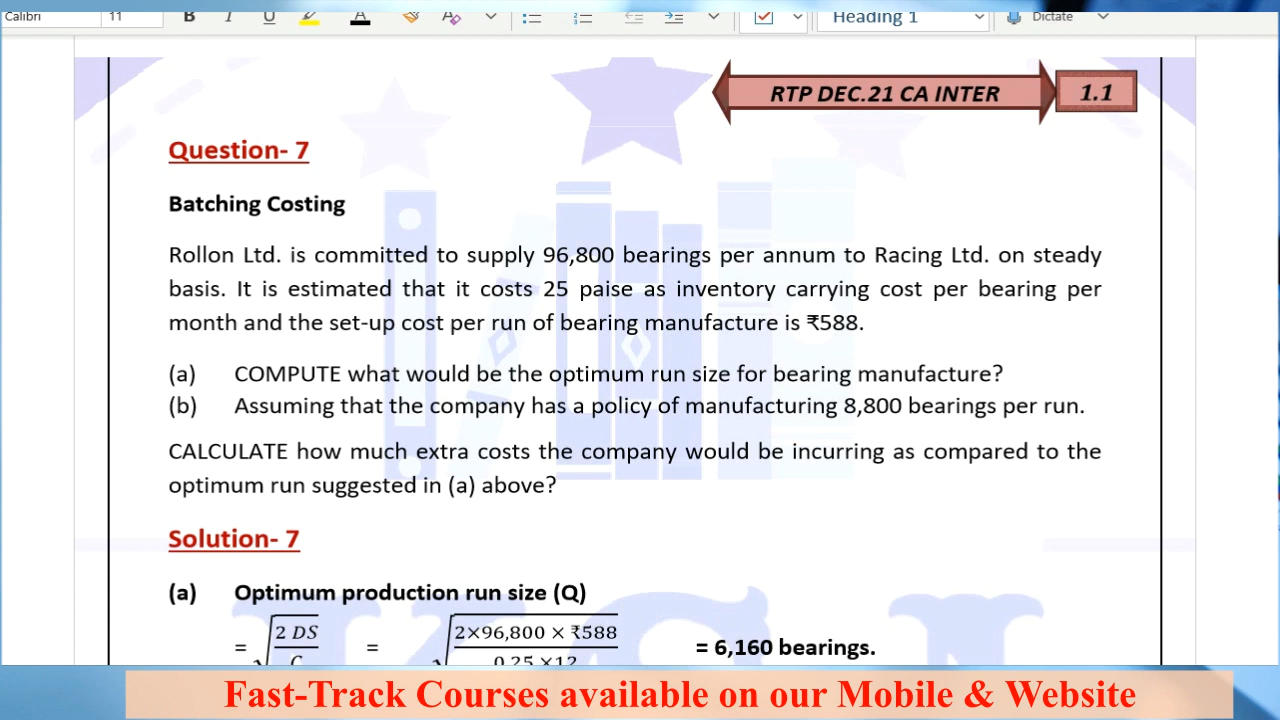 Calibri 11 B I U A Heading 1 Dictate
RTP DEC.21 CA INTER 1.1
Question- 7
Batching Costing
Rollon Ltd. is committed to supply 96,800 bearings per annum to Racing Ltd. on steady
basis. It is estimated that it costs 25 paise as inventory carrying cost per bearing per
month and the set-up cost per run of bearing manufacture is ₹588.
(a) COMPUTE what would be the optimum run size for bearing manufacture?
(b) Assuming that the company has a policy of manufacturing 8,800 bearings per run.
CALCULATE how much extra costs the company would be incurring as compared to the
optimum run suggested in (a) above?
Solution- 7
(a) Optimum production run size (Q)
= √ 2 DS / C = √ 2×96,800 × ₹588 / 0.25 ×12 = 6,160 bearings.
Fast-Track Courses available on our Mobile & Website